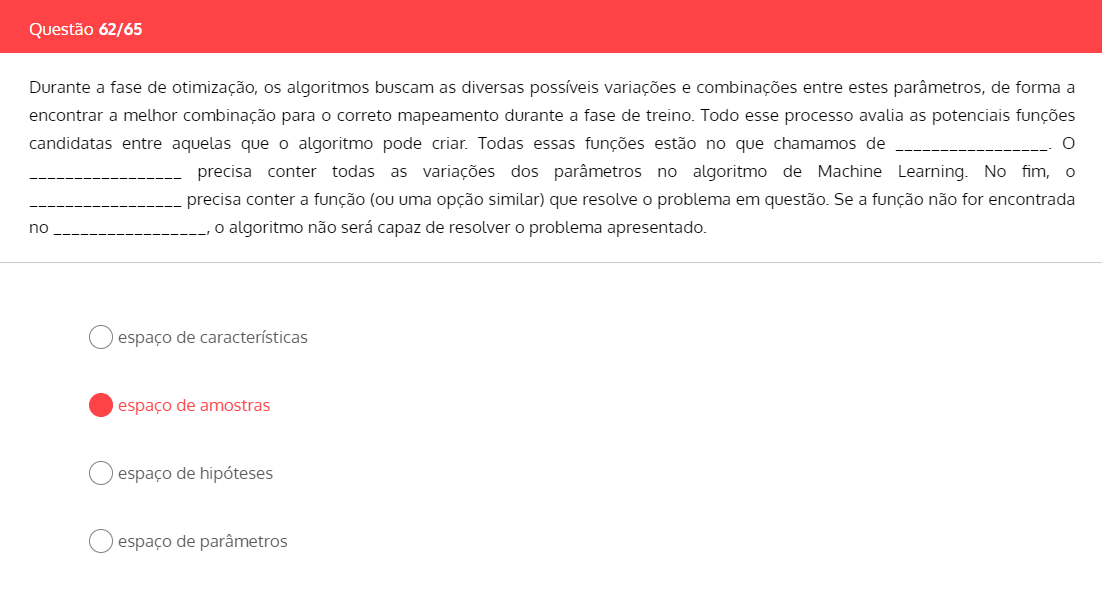 Questão 62/65
Durante a fase de otimização, os algoritmos buscam as diversas possíveis variações e combinações entre estes parâmetros, de forma a
encontrar a melhor combinação para o correto mapeamento durante a fase de treino. Todo esse processo avalia as potenciais funções
candidatas entre aquelas que o algoritmo pode criar. Todas essas funções estão no que chamamos de _________________. O
_________________ precisa conter todas as variações dos parâmetros no algoritmo de Machine Learning. No fim, o
_________________ precisa conter a função (ou uma opção similar) que resolve o problema em questão. Se a função não for encontrada
no _________________, o algoritmo não será capaz de resolver o problema apresentado.
espaço de características
espaço de amostras
espaço de hipóteses
espaço de parâmetros